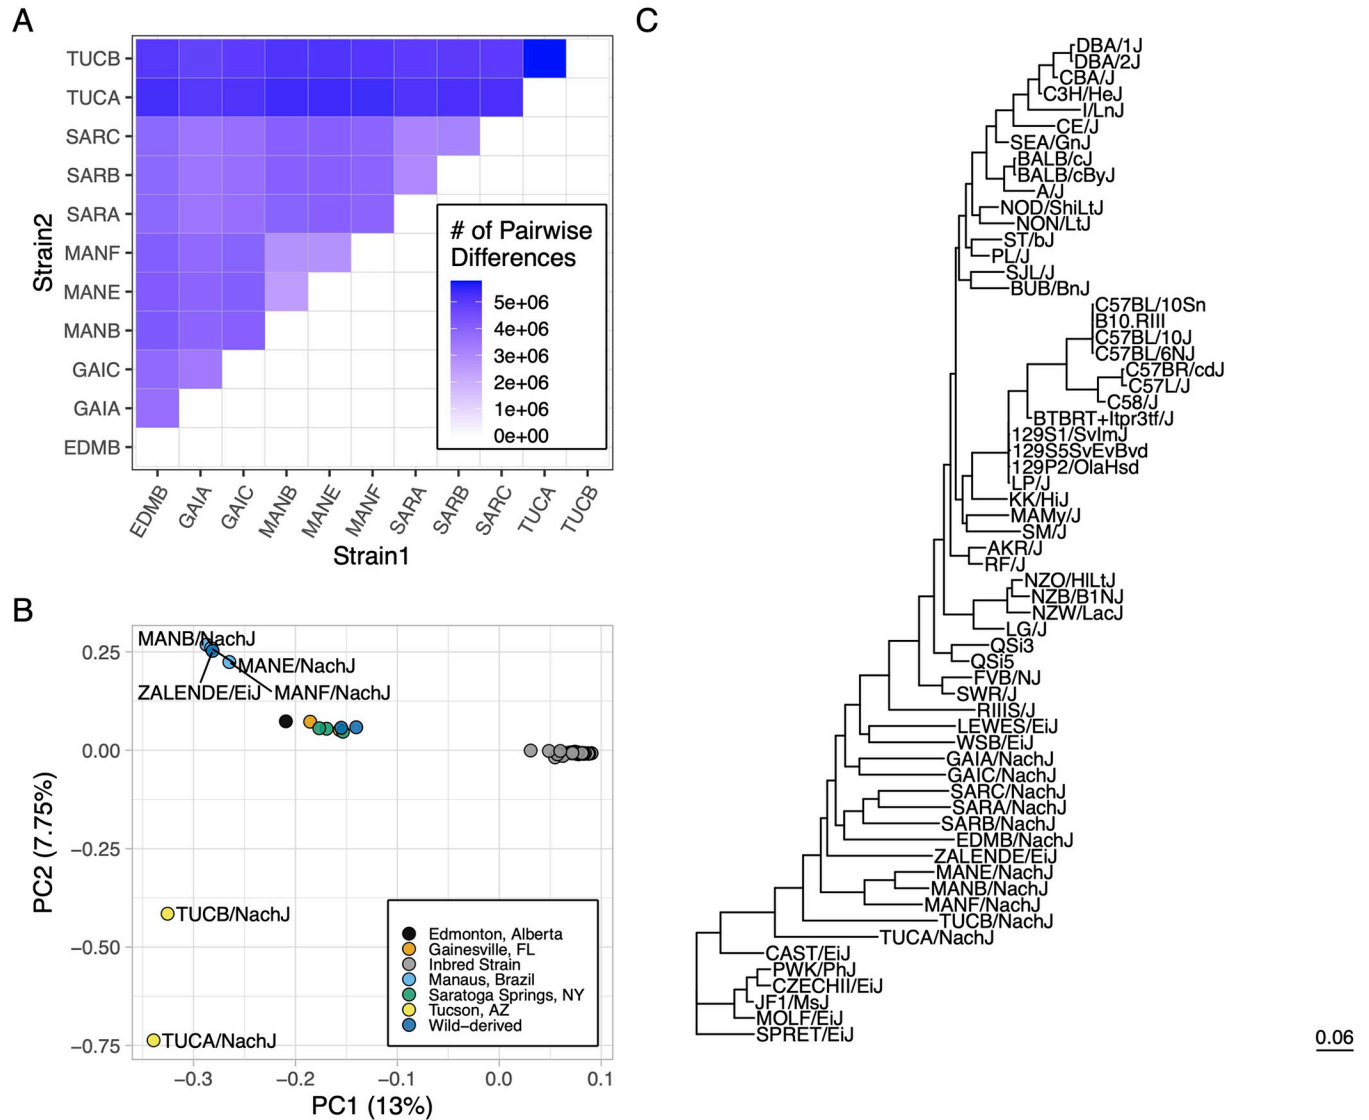 A
TUCB
TUCA
SARC
SARB
SARA
MANF
MANE
MANB
GAIC
GAIA
EDMB
Strain2
EDMB
GAIA
GAIC
MANB
MANE
MANF
SARA
SARB
SARC
TUCA
TUCB
Strain1
# of Pairwise
Differences
5e+06
4e+06
3e+06
2e+06
1e+06
0e+00
B
0.25
0.00
−0.25
−0.50
−0.75
PC2 (7.75%)
MANB/NachJ
MANE/NachJ
ZALENDE/EiJ
MANF/NachJ
TUCB/NachJ
TUCA/NachJ
Edmonton, Alberta
Gainesville, FL
Inbred Strain
Manaus, Brazil
Saratoga Springs, NY
Tucson, AZ
Wild−derived
−0.3
−0.2
−0.1
0.0
0.1
PC1 (13%)
C
DBA/1J
DBA/2J
CBA/J
C3H/HeJ
I/LnJ
CE/J
SEA/GnJ
BALB/cJ
BALB/cByJ
A/J
NOD/ShiLtJ
NON/LtJ
ST/bJ
PL/J
SJL/J
BUB/BnJ
C57BL/10Sn
B10.RIII
C57BL/10J
C57BL/6NJ
C57BR/cdJ
C57L/J
C58/J
BTBRT+Itpr3tf/J
129S1/SvImJ
129S5SvEvBvd
129P2/OlaHsd
LP/J
KK/HiJ
MAMy/J
SM/J
AKR/J
RF/J
NZO/HlLtJ
NZB/B1NJ
NZW/LacJ
LG/J
QSi3
QSi5
FVB/NJ
SWR/J
RIIIS/J
LEWES/EiJ
WSB/EiJ
GAIA/NachJ
GAIC/NachJ
SARC/NachJ
SARA/NachJ
SARB/NachJ
EDMB/NachJ
ZALENDE/EiJ
MANE/NachJ
MANB/NachJ
MANF/NachJ
TUCB/NachJ
TUCA/NachJ
CAST/EiJ
PWK/PhJ
CZECHII/EiJ
JF1/MsJ
MOLF/EiJ
SPRET/EiJ
0.06